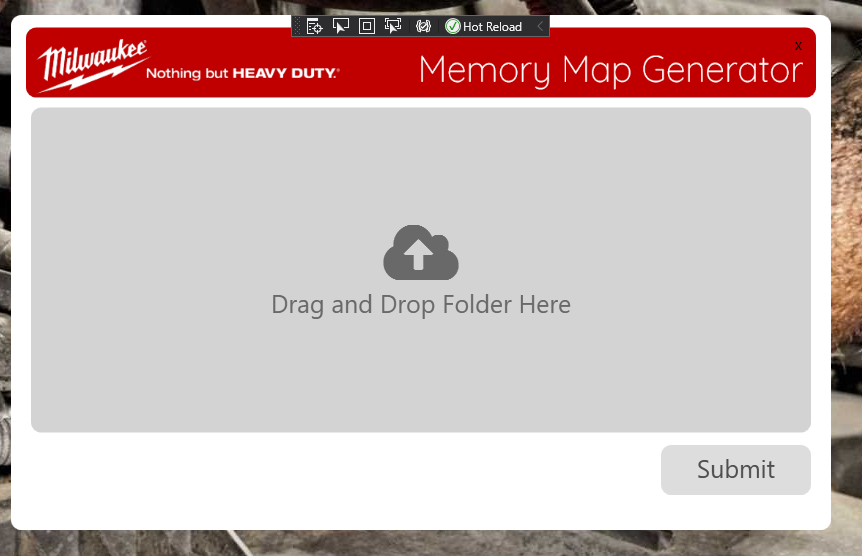 Hot Reload
x
Milwaukee
Nothing but HEAVY DUTY.®
Memory Map Generator
Drag and Drop Folder Here
Submit